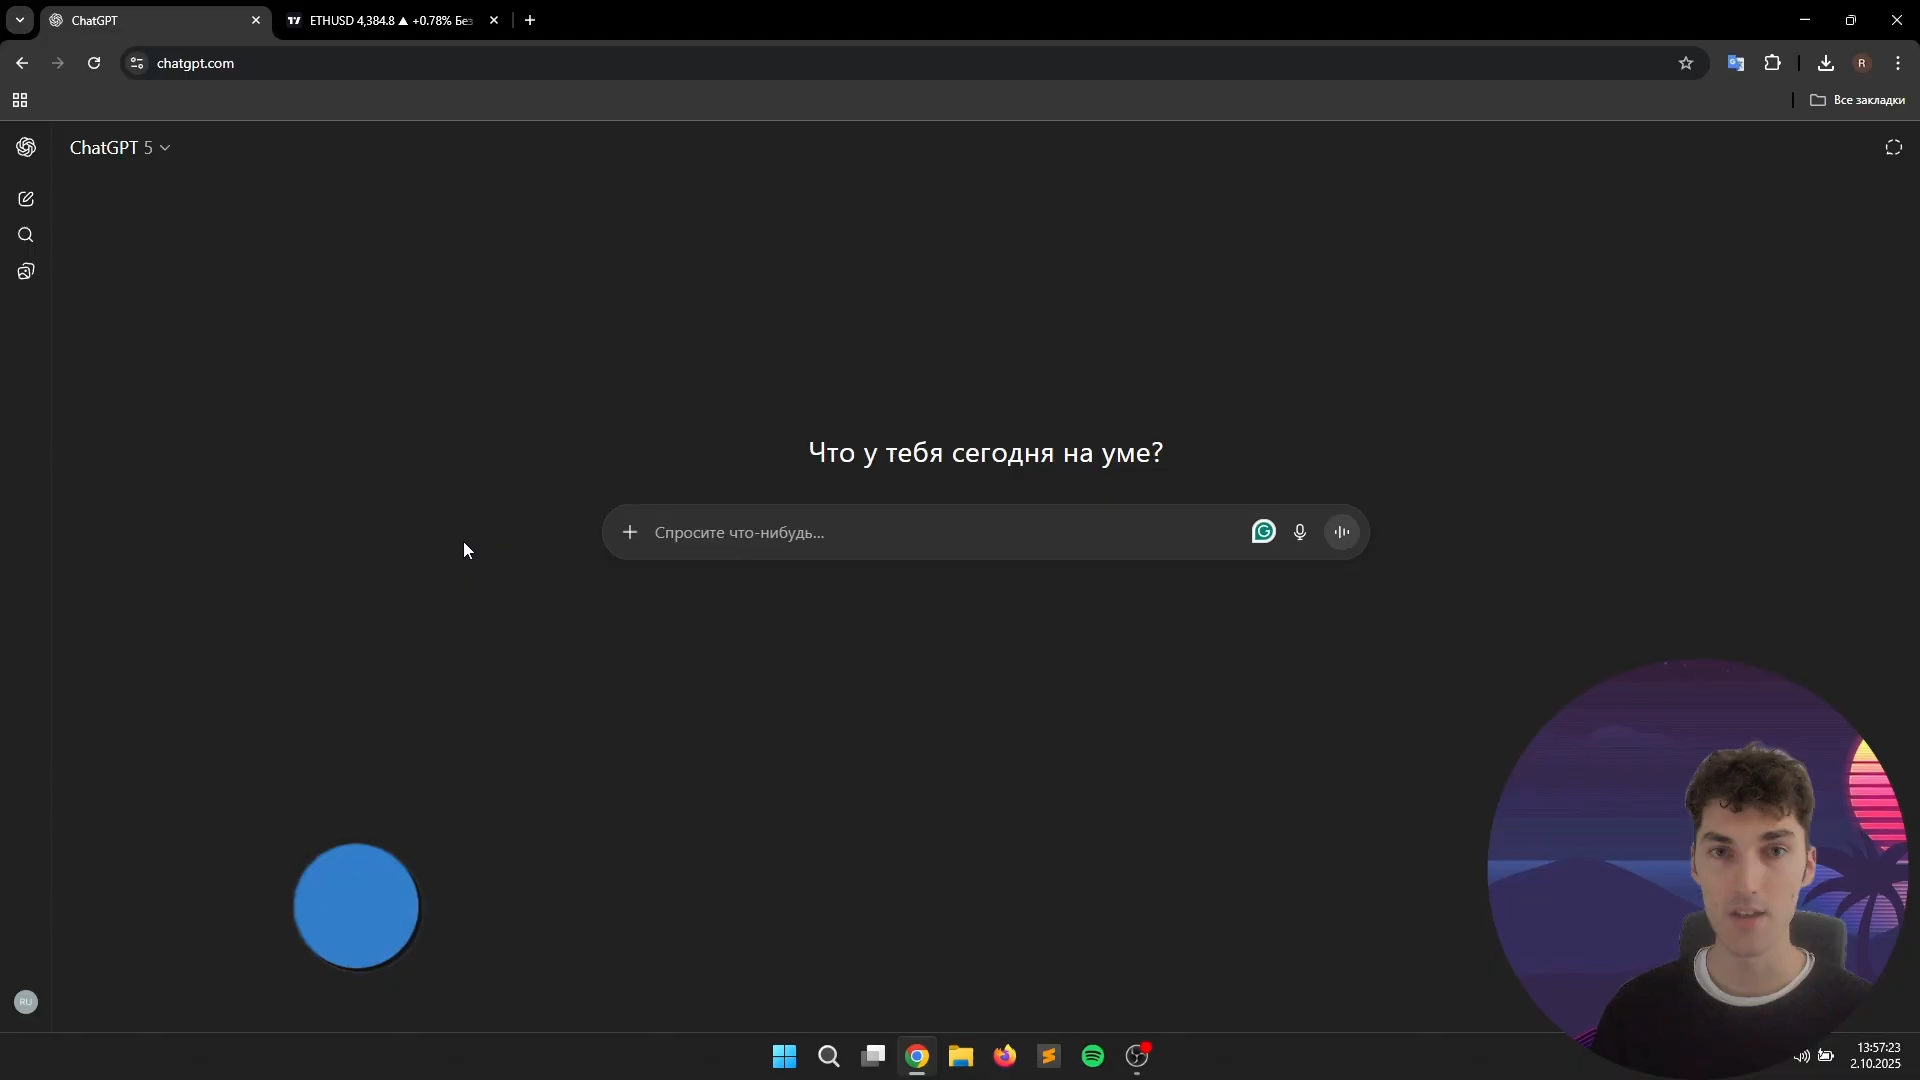 ChatGPT
ETHUSD 4,384.8 ▲ +0.78% Без
chatgpt.com
R
Все закладки
ChatGPT 5
Что у тебя сегодня на уме?
Спросите что-нибудь...
RU
13:57:23
2.10.2025